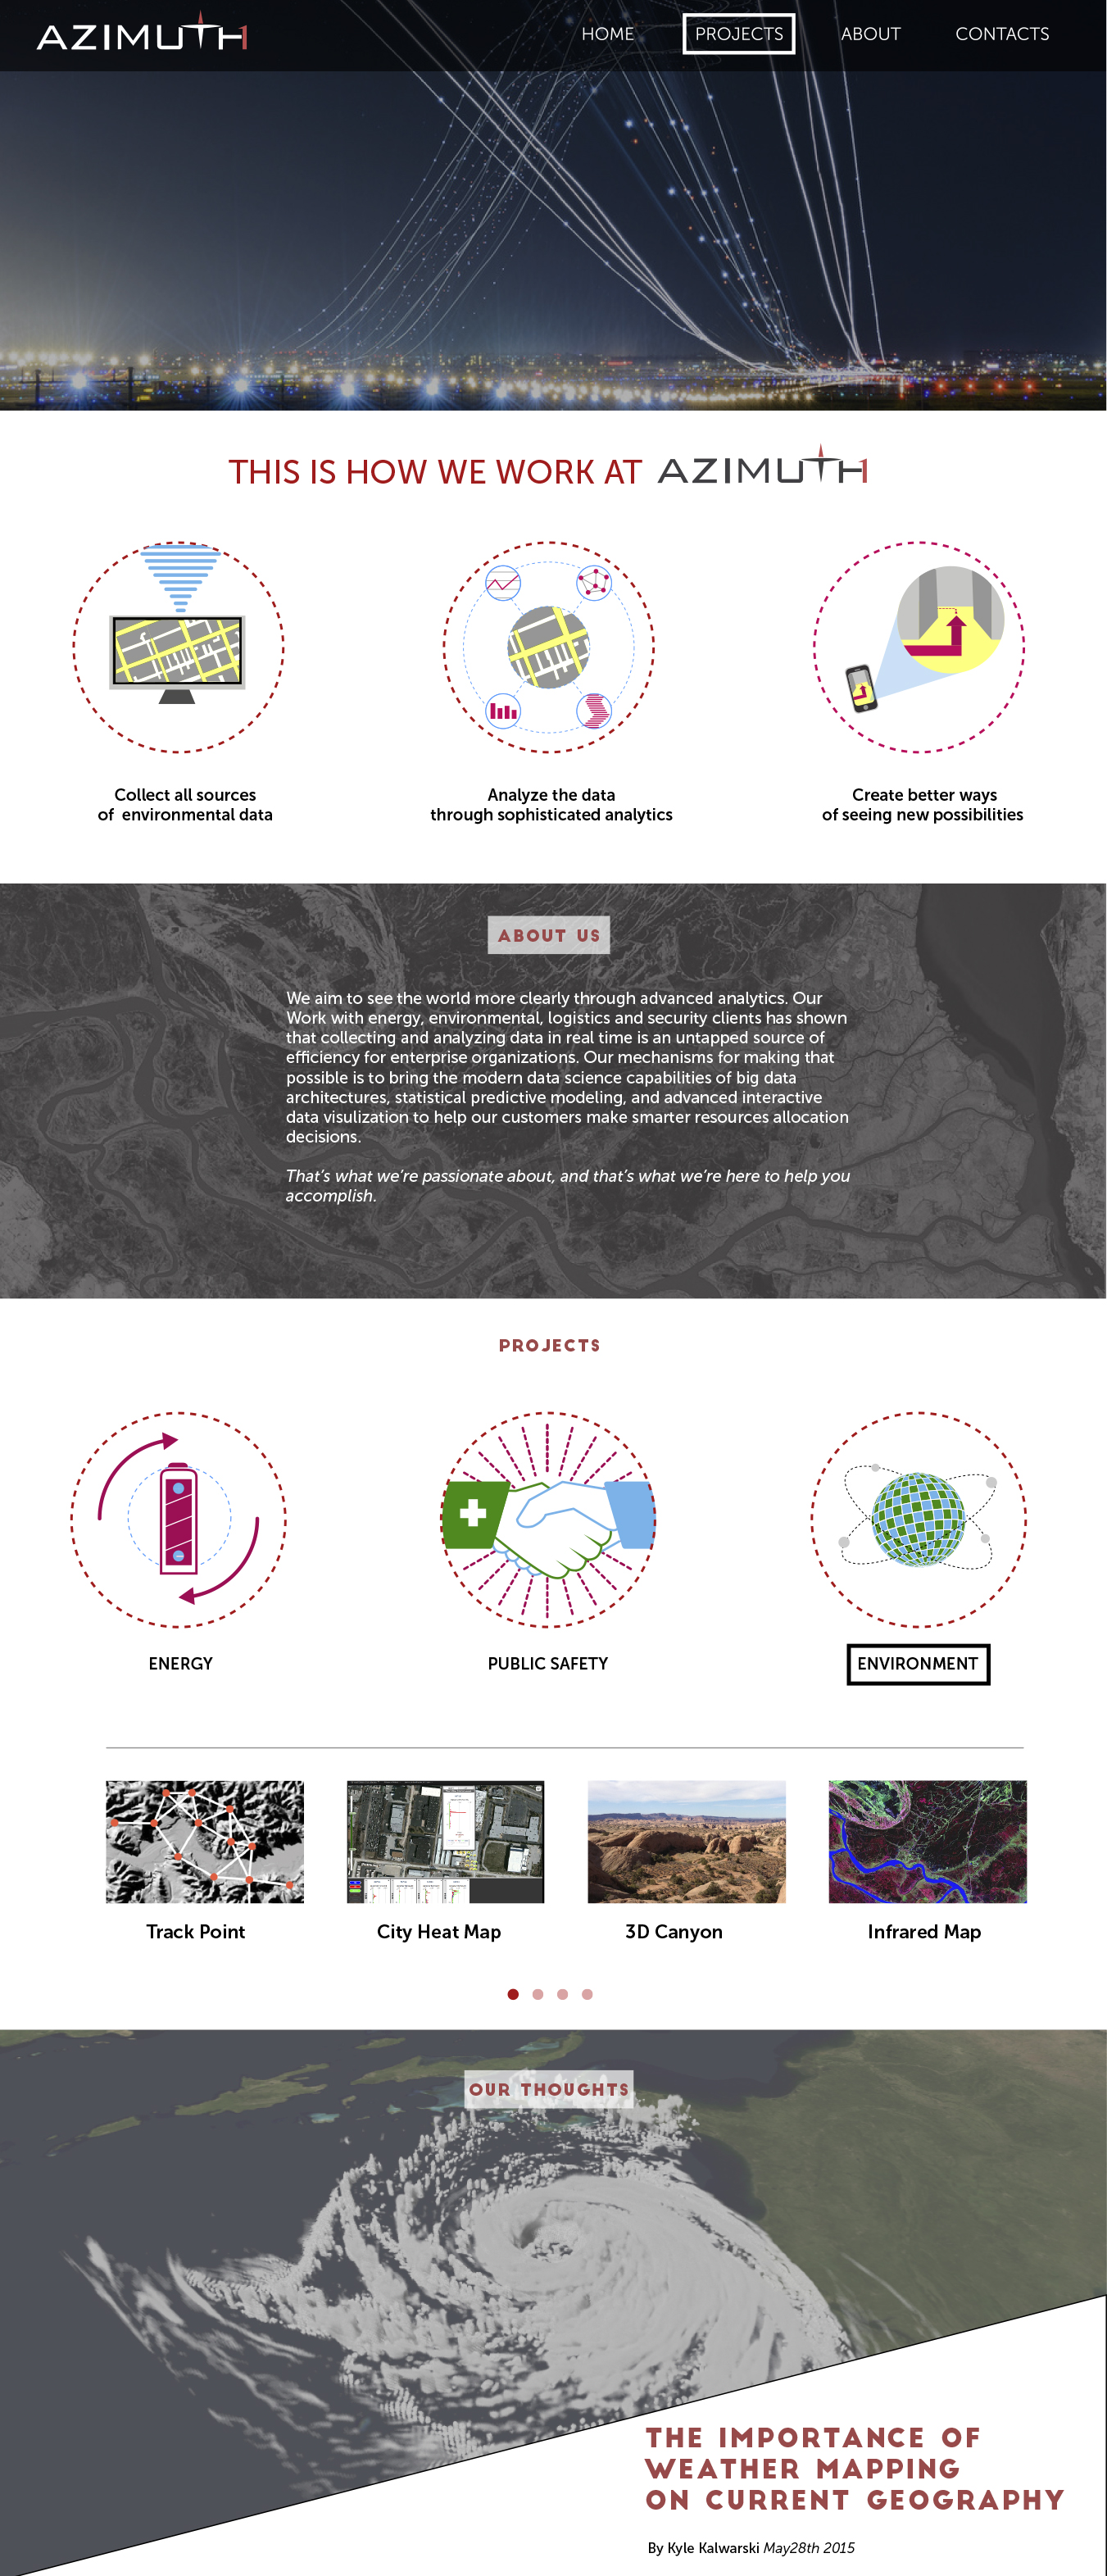 AZIMUTH1
HOME PROJECTS ABOUT CONTACTS
THIS IS HOW WE WORK AT AZIMUTH1
Collect all sources
of environmental data
Analyze the data
through sophisticated analytics
Create better ways
of seeing new possibilities
ABOUT US
We aim to see the world more clearly through advanced analytics. Our
Work with energy, environmental, logistics and security clients has shown
that collecting and analyzing data in real time is an untapped source of
efficiency for enterprise organizations. Our mechanisms for making that
possible is to bring the modern data science capabilities of big data
architectures, statistical predictive modeling, and advanced interactive
data visulization to help our customers make smarter resources allocation
decisions.
That's what we're passionate about, and that's what we're here to help you
accomplish.
PROJECTS
ENERGY
PUBLIC SAFETY
ENVIRONMENT
Track Point
City Heat Map
3D Canyon
Infrared Map
OUR THOUGHTS
THE IMPORTANCE OF
WEATHER MAPPING
ON CURRENT GEOGRAPHY
By Kyle Kalwarski May28th 2015